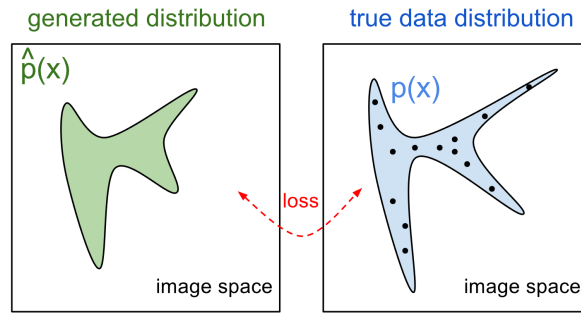 generated distribution
true data distribution
p̂(x)
p(x)
loss
image space
image space